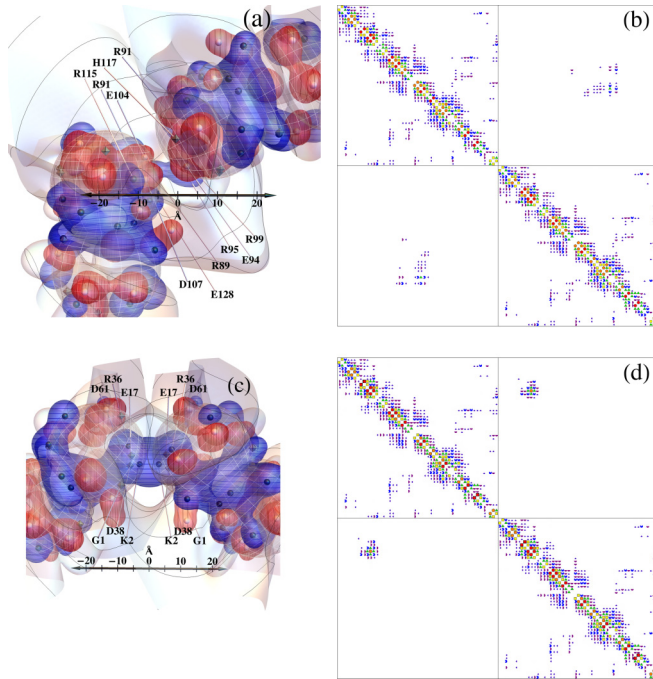 (a)
R91
H117
R115
R91
E104
−20 −10 10 20
Å
R99
R95 E94
R89
D107
E128
(b)
(c)
R36 R36
D61 D61
E17 E17
D38 D38
G1 K2 K2 G1
Å
−20 −10 0 10 20
(d)